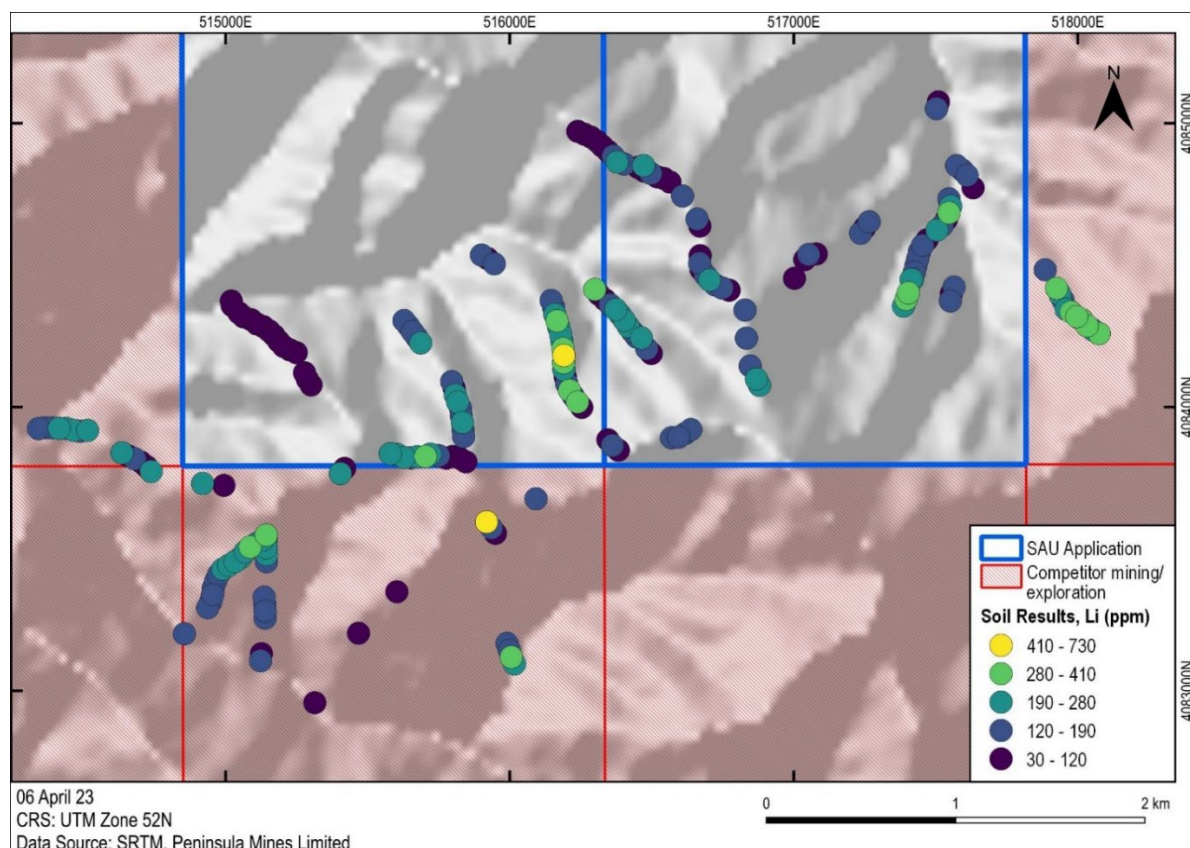 515000E 516000E 517000E 518000E
N
4085000N
4084000N
4083000N
SAU Application
Competitor mining/
exploration
Soil Results, Li (ppm)
410 - 730
280 - 410
190 - 280
120 - 190
30 - 120
06 April 23
CRS: UTM Zone 52N
Data Source: SRTM, Peninsula Mines Limited
0 1 2 km